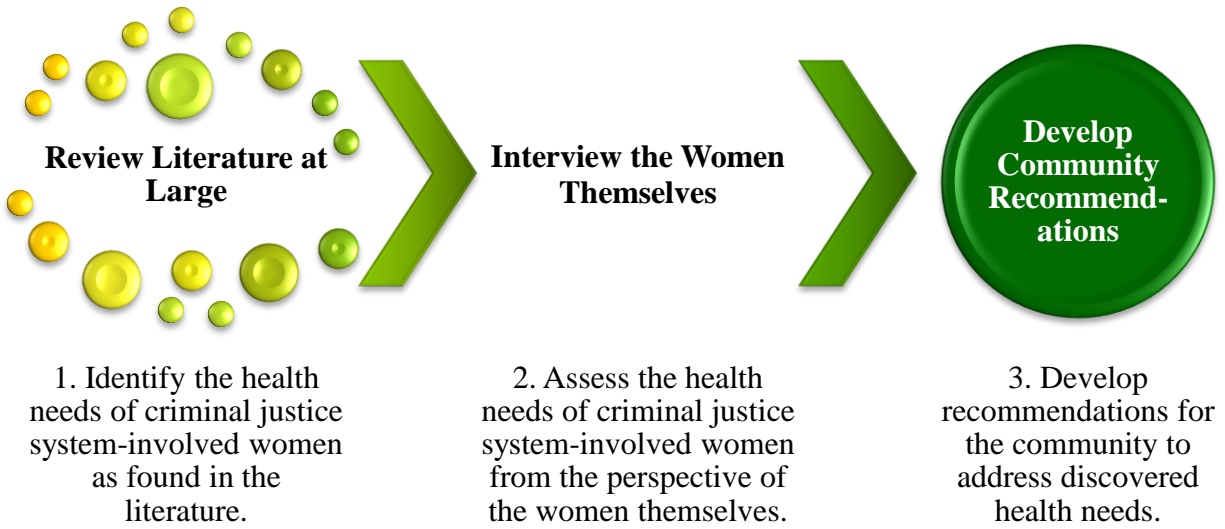 Review Literature at
Large
Interview the Women
Themselves
Develop
Community
Recommend-
ations
1. Identify the health
needs of criminal justice
system-involved women
as found in the
literature.
2. Assess the health
needs of criminal justice
system-involved women
from the perspective of
the women themselves.
3. Develop
recommendations for
the community to
address discovered
health needs.